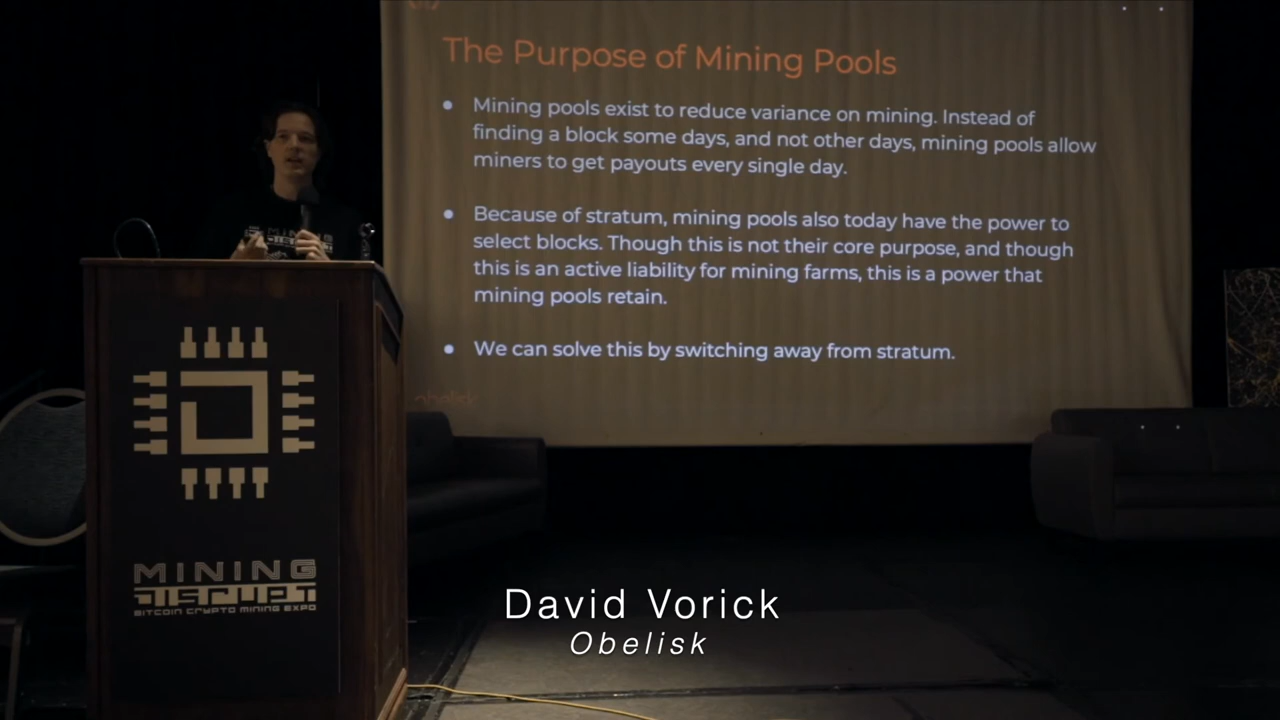 The Purpose of Mining Pools
Mining pools exist to reduce variance on mining. Instead of
finding a block some days, and not other days, mining pools allow
miners to get payouts every single day.
Because of stratum, mining pools also today have the power to
select blocks. Though this is not their core purpose, and though
this is an active liability for mining farms, this is a power that
mining pools retain.
We can solve this by switching away from stratum.
obelisk
MINING
DISRUPT
MINING
DISRUPT
BITCOIN CRYPTO MINING EXPO
David Vorick
Obelisk